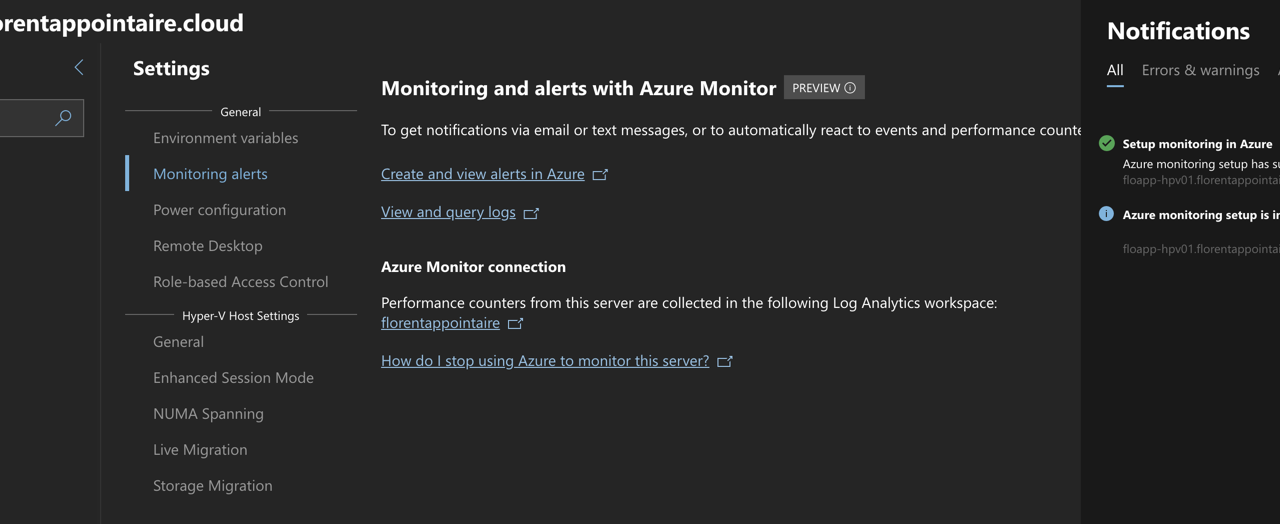 orentappointaire.cloud
Settings
General
Environment variables
Monitoring alerts
Power configuration
Remote Desktop
Role-based Access Control
Hyper-V Host Settings
General
Enhanced Session Mode
NUMA Spanning
Live Migration
Storage Migration
Monitoring and alerts with Azure Monitor PREVIEW
To get notifications via email or text messages, or to automatically react to events and performance counte
Create and view alerts in Azure
View and query logs
Azure Monitor connection
Performance counters from this server are collected in the following Log Analytics workspace:
florentappointaire
How do I stop using Azure to monitor this server?
Notifications
All Errors & warnings
Setup monitoring in Azure
Azure monitoring setup has su
floapp-hpv01.florentappointai
Azure monitoring setup is in
floapp-hpv01.florentappointai